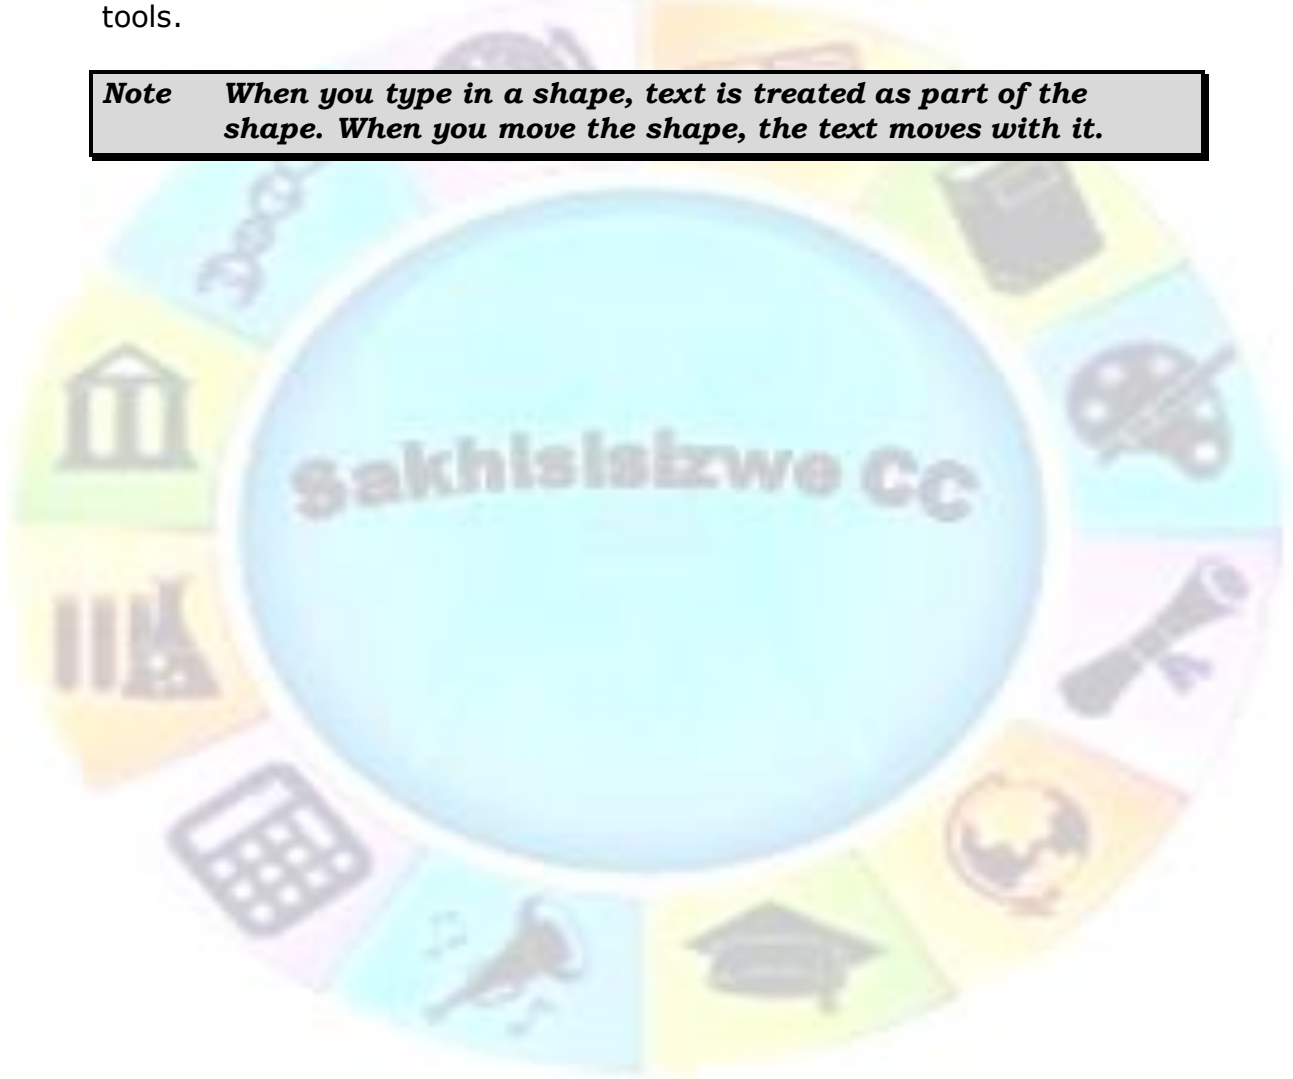 tools.
Note When you type in a shape, text is treated as part of the
shape. When you move the shape, the text moves with it.
Sakhisisizwe Cc